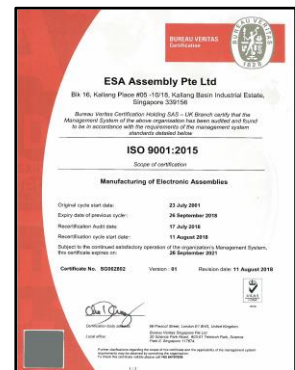 BUREAU VERITAS
Certification
BUREAU VERITAS
1828
ESA Assembly Pte Ltd
Blk 16, Kallang Place #05 -15/18, Kallang Basin Industrial Estate,
Singapore 339156
Bureau Veritas Certification Holding SAS – UK Branch certify that the
Management System of the above organisation has been audited and found
to be in accordance with the requirements of the management system
standards detailed below
ISO 9001:2015
Scope of certification
Manufacturing of Electronic Assemblies
Original cycle start date: 23 July 2001
Expiry date of previous cycle: 26 September 2018
Recertification Audit date: 17 July 2018
Recertification cycle start date: 11 August 2018
Subject to the continued satisfactory operation of the organization's Management System,
this certificate expires on: 26 September 2021
Certificate No. SG002802 Version : 01 Revision date: 11 August 2018
Local office: